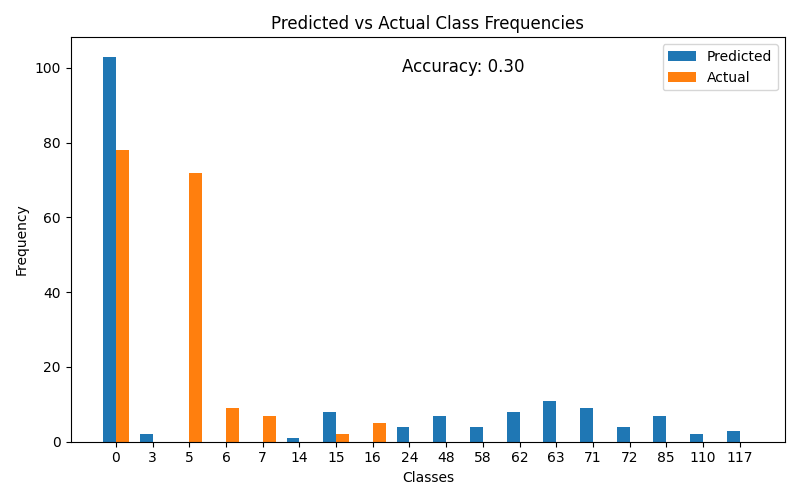 Predicted vs Actual Class Frequencies
Accuracy: 0.30
Predicted
Actual
Frequency
100
80
60
40
20
0
0 3 5 6 7 14 15 16 24 48 58 62 63 71 72 85 110 117
Classes